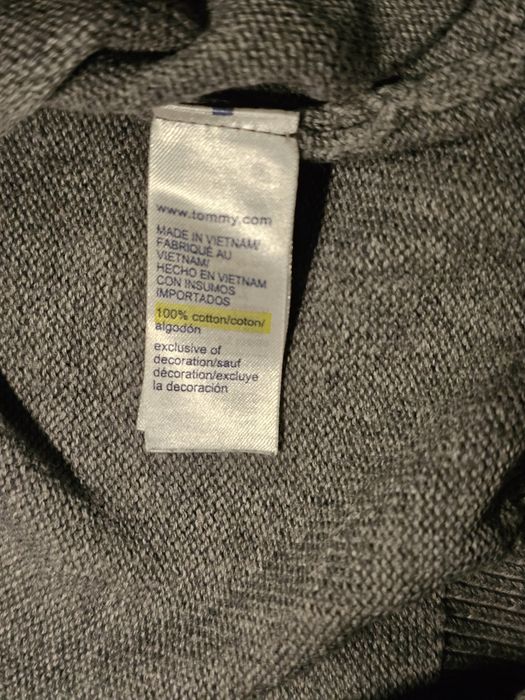 www.tommy.com
MADE IN VIETNAM/
FABRIQUÉ AU
VIETNAM/
HECHO EN VIETNAM
CON INSUMOS
IMPORTADOS
100% cotton/coton/
algodón
exclusive of
decoration/sauf
décoration/excluye
la decoración